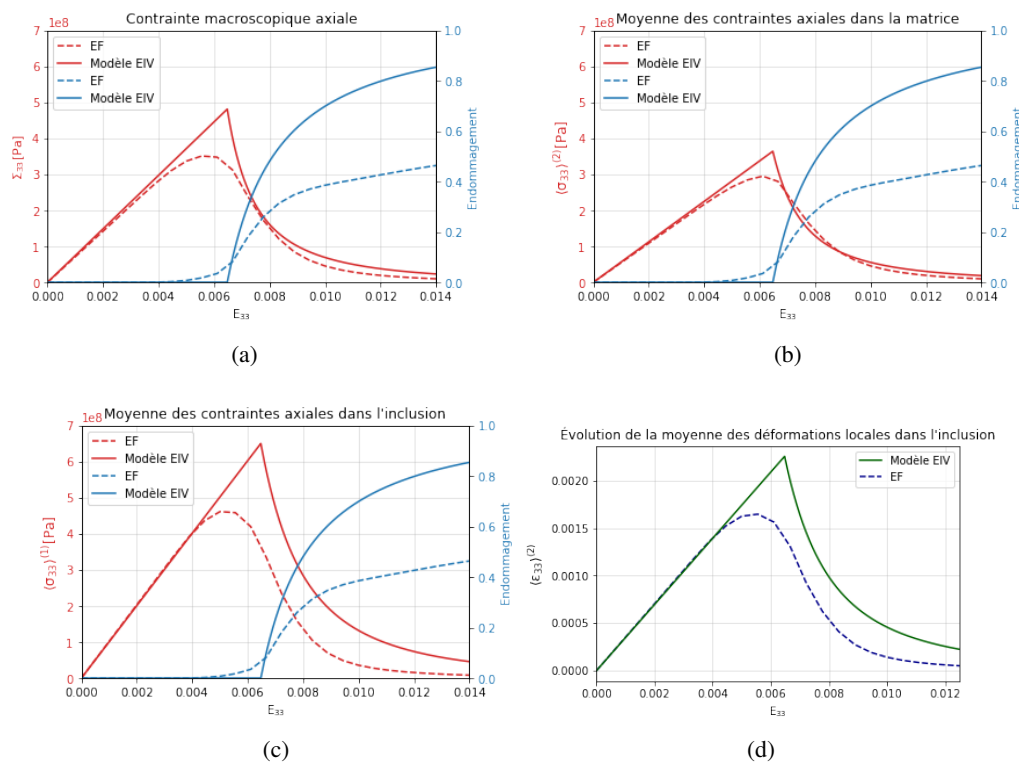 Contrainte macroscopique axiale
1e8
7
6
5
4
3
2
1
0
Σ₃₃ [Pa]
EF
Modèle EIV
EF
Modèle EIV
1.0
0.8
0.6
0.4
0.2
0.0
Endommagement
0.000 0.002 0.004 0.006 0.008 0.010 0.012 0.014
E₃₃
(a)
Moyenne des contraintes axiales dans la matrice
1e8
7
6
5
4
3
2
1
0
⟨σ₃₃⟩⁽²⁾[Pa]
EF
Modèle EIV
EF
Modèle EIV
1.0
0.8
0.6
0.4
0.2
0.0
Endommagement
0.000 0.002 0.004 0.006 0.008 0.010 0.012 0.014
E₃₃
(b)
Moyenne des contraintes axiales dans l'inclusion
1e8
7
6
5
4
3
2
1
0
⟨σ₃₃⟩⁽¹⁾[Pa]
EF
Modèle EIV
EF
Modèle EIV
1.0
0.8
0.6
0.4
0.2
0.0
Endommagement
0.000 0.002 0.004 0.006 0.008 0.010 0.012 0.014
E₃₃
(c)
Évolution de la moyenne des déformations locales dans l'inclusion
0.0020
0.0015
0.0010
0.0005
0.0000
⟨ε₃₃⟩⁽²⁾
Modèle EIV
EF
0.000 0.002 0.004 0.006 0.008 0.010 0.012
E₃₃
(d)